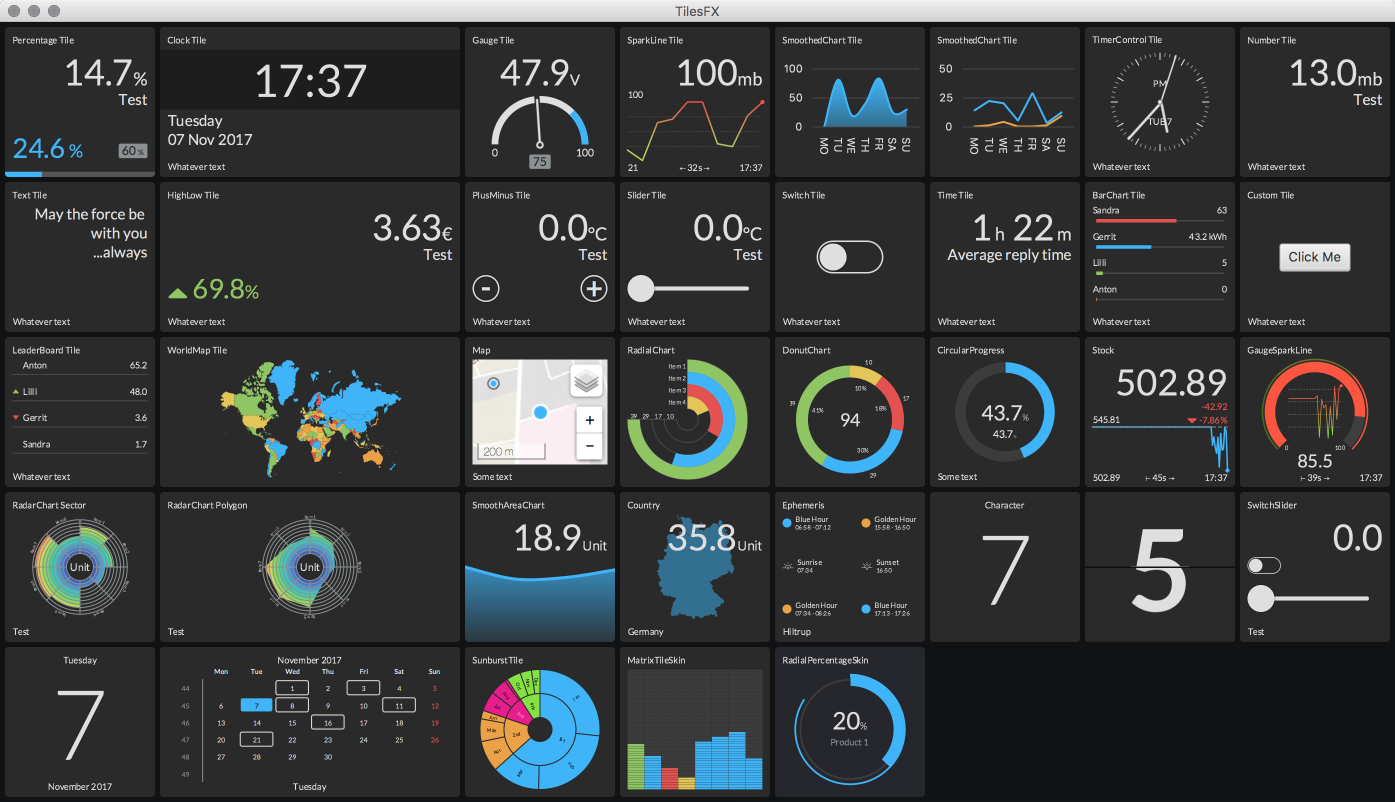 TilesFX
Percentage Tile
14.7%
Test
24.6 %
60 %
Clock Tile
17:37
Tuesday
07 Nov 2017
Whatever text
Gauge Tile
47.9V
0
100
75
SparkLine Tile
100mb
100
21
←32s→
17:37
SmoothedChart Tile
100
50
0
MO
TU
WE
TH
FR
SA
SU
SmoothedChart Tile
50
25
0
MO
TU
WE
TH
FR
SA
SU
TimerControl Tile
PM
TUE 7
Whatever text
Number Tile
13.0mb
Test
Whatever text
Text Tile
May the force be
with you
...always
Whatever text
HighLow Tile
3.63€
Test
69.8%
Whatever text
PlusMinus Tile
0.0°C
Test
-
+
Whatever text
Slider Tile
0.0°C
Test
Whatever text
Switch Tile
Whatever text
Time Tile
1h 22m
Average reply time
Whatever text
BarChart Tile
Sandra 63
Gerrit 43.2 kWh
Lilli 5
Anton 0
Whatever text
Custom Tile
Click Me
Whatever text
LeaderBoard Tile
Anton 65.2
Lilli 48.0
Gerrit 3.6
Sandra 1.7
Whatever text
WorldMap Tile
Map
+
−
200 m
Some text
RadialChart
Item 1
Item 2
Item 3
Item 4
39 29 17 10
DonutChart
10
17
29
39
10%
18%
30%
41%
94
CircularProgress
43.7%
43.7%
Some text
Stock
502.89
-42.92
545.81
-7.86%
502.89
⊢45s→
17:37
GaugeSparkLine
0
100
85.5
⊢39s→
17:37
RadarChart Sector
Unit
Test
RadarChart Polygon
Unit
Test
SmoothAreaChart
18.9Unit
Country
35.8Unit
Germany
Ephemeris
Blue Hour
06:58 - 07:12
Golden Hour
15:58 - 16:50
Sunrise
07:34
Sunset
16:50
Golden Hour
07:34 - 08:26
Blue Hour
17:13 - 17:26
Hiltrup
Character
7
5
SwitchSlider
0.0
Test
Tuesday
7
November 2017
November 2017
Mon Tue Wed Thu Fri Sat Sun
44 1 2 3 4 5
45 6 7 8 9 10 11 12
46 13 14 15 16 17 18 19
47 20 21 22 23 24 25 26
48 27 28 29 30
49
Tuesday
Sunburst Tile
1st
2nd
Jan
Feb
Mar
Apr
May
Jun
Jul
MatrixTileSkin
RadialPercentageSkin
20%
Product 1